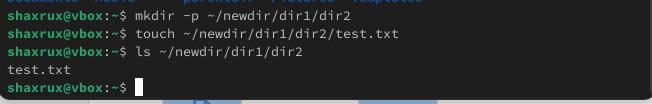 shaxrux@vbox:~$ mkdir -p ~/newdir/dir1/dir2
shaxrux@vbox:~$ touch ~/newdir/dir1/dir2/test.txt
shaxrux@vbox:~$ ls ~/newdir/dir1/dir2
test.txt
shaxrux@vbox:~$